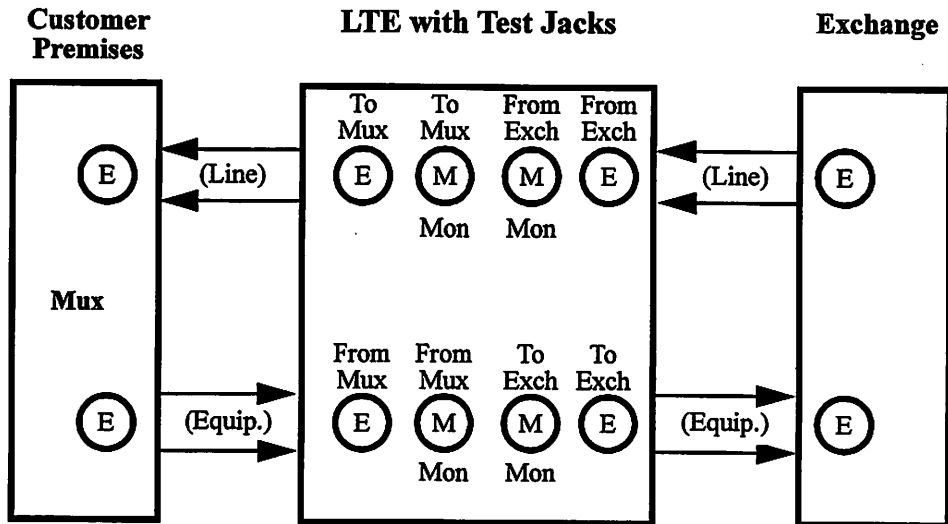 Customer
Premises
LTE with Test Jacks
Exchange
To To From From
Mux Mux Exch Exch
E (Line) E M M E (Line) E
Mon Mon
Mux
From From To To
Mux Mux Exch Exch
E (Equip.) E M M E (Equip.) E
Mon Mon